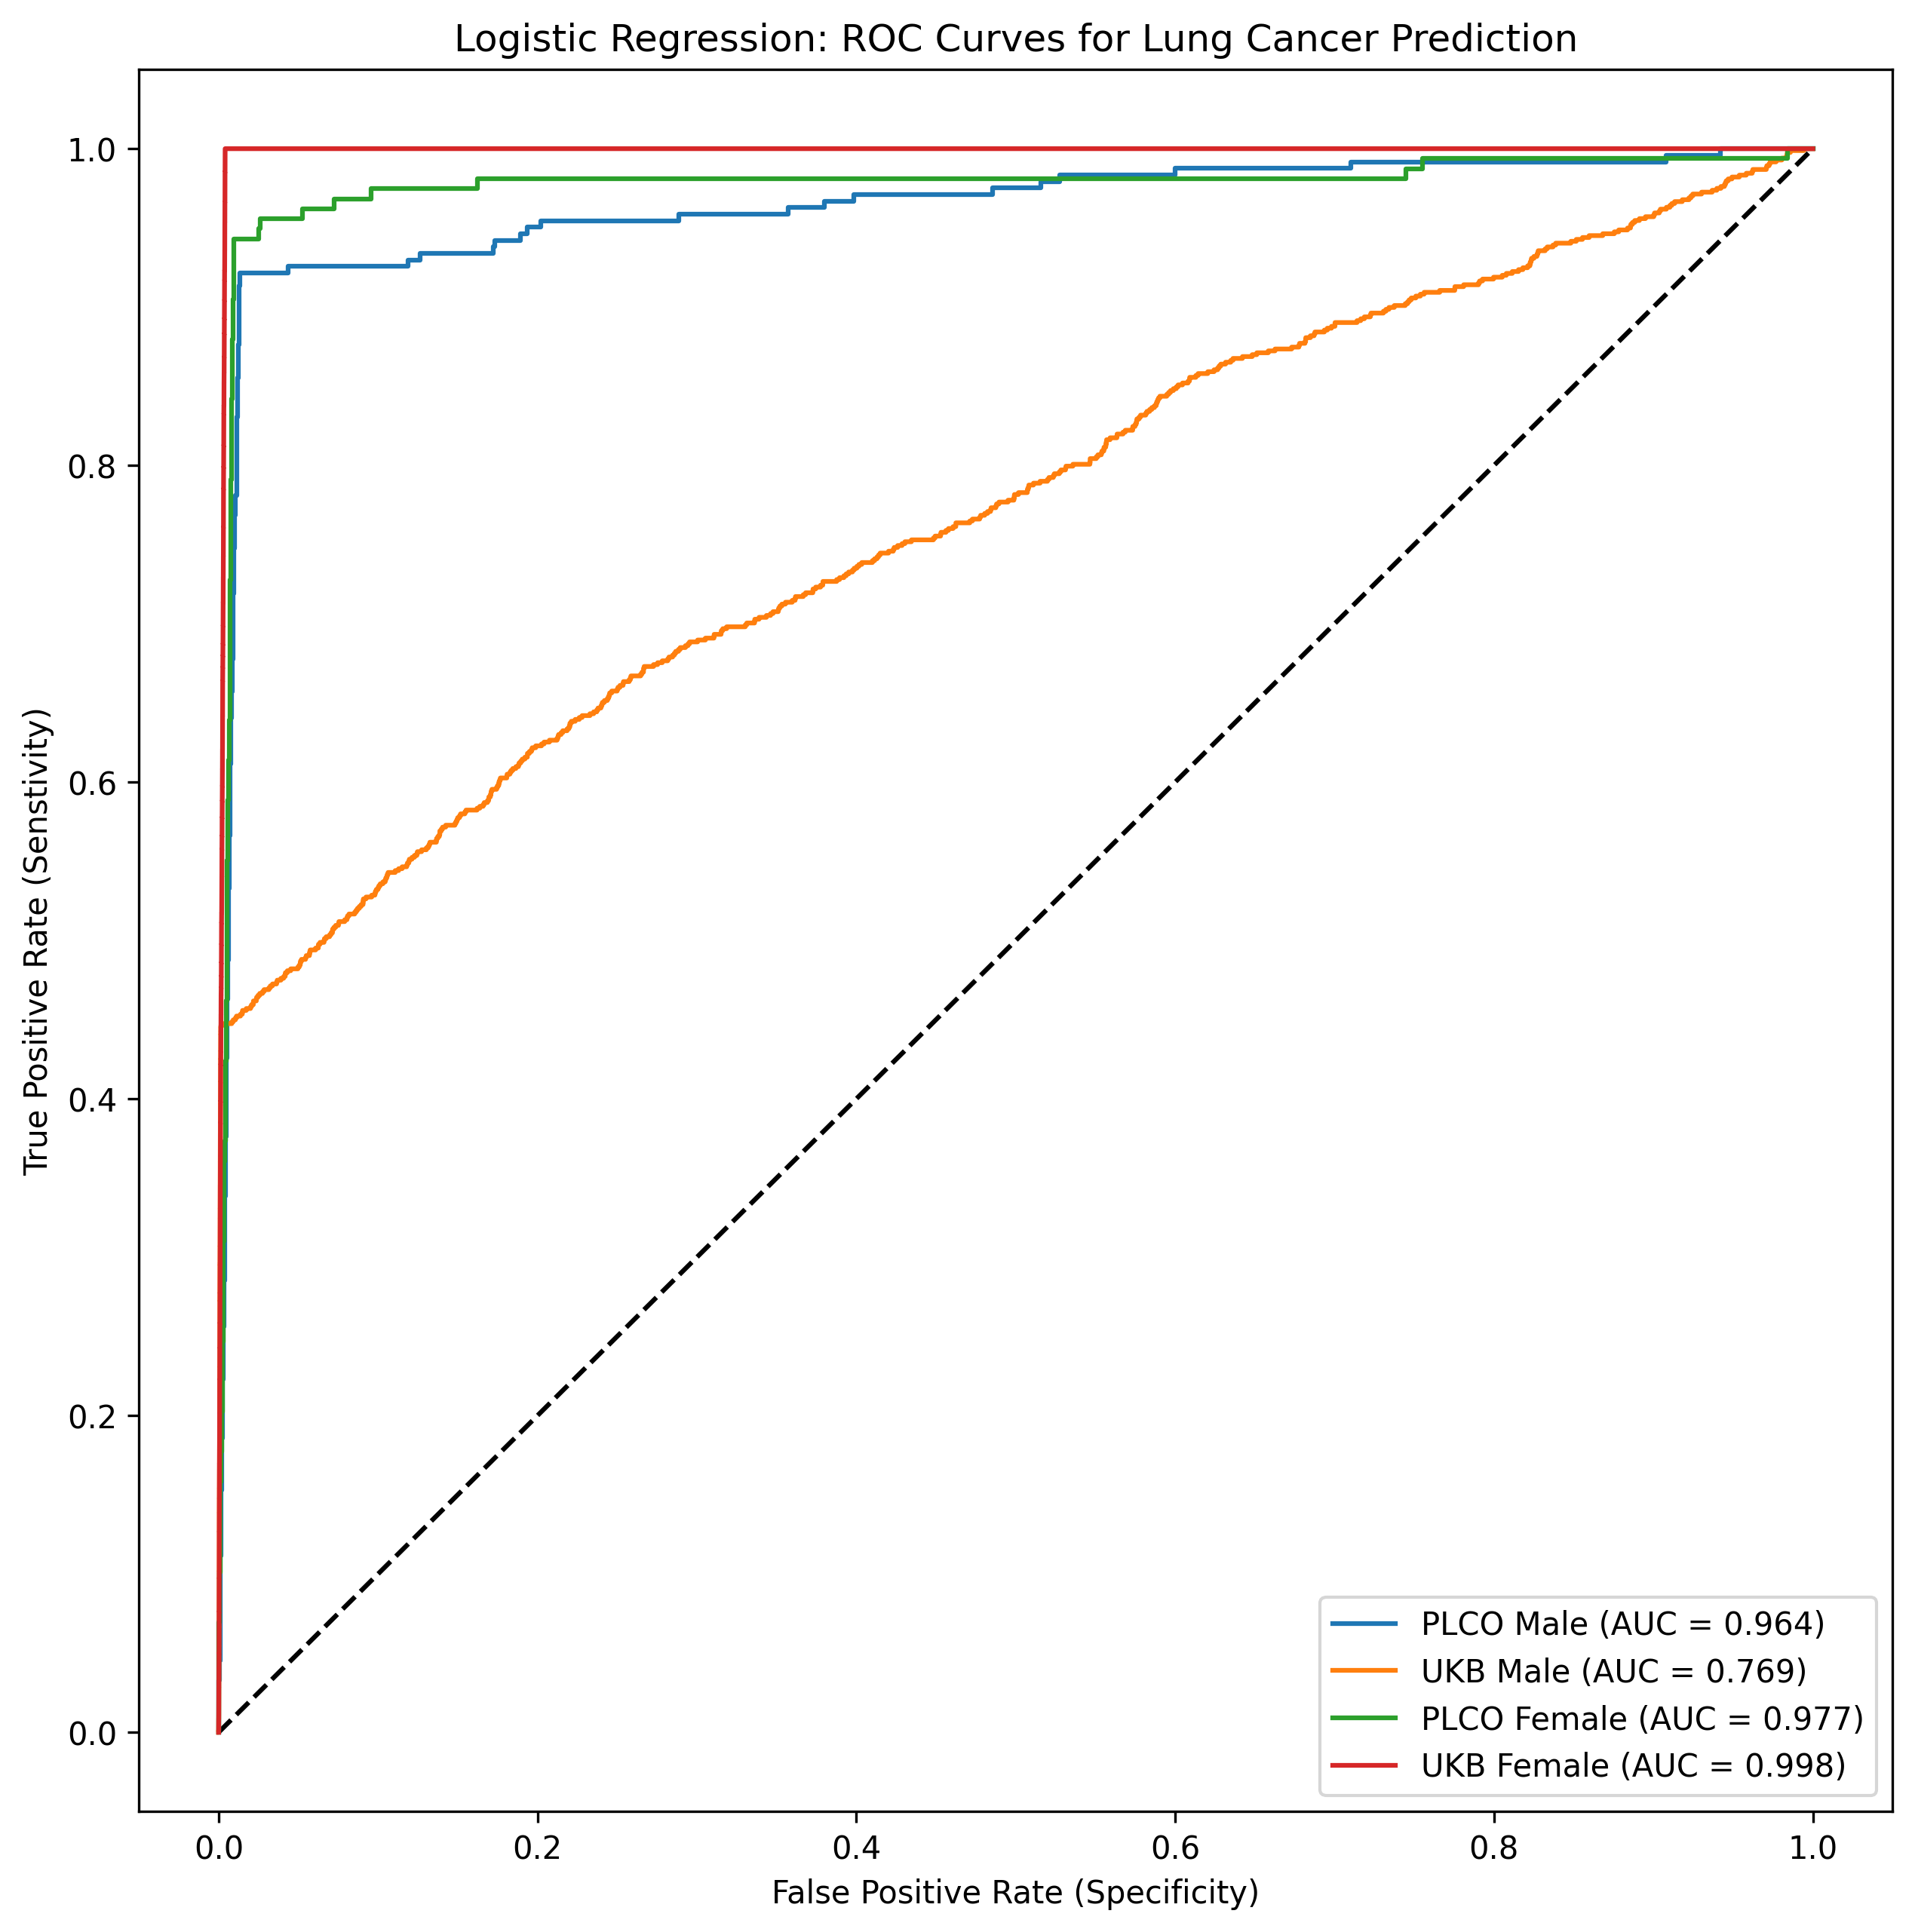 Logistic Regression: ROC Curves for Lung Cancer Prediction
True Positive Rate (Senstivity)
1.0
0.8
0.6
0.4
0.2
0.0
PLCO Male (AUC = 0.964)
UKB Male (AUC = 0.769)
PLCO Female (AUC = 0.977)
UKB Female (AUC = 0.998)
0.0 0.2 0.4 0.6 0.8 1.0
False Positive Rate (Specificity)